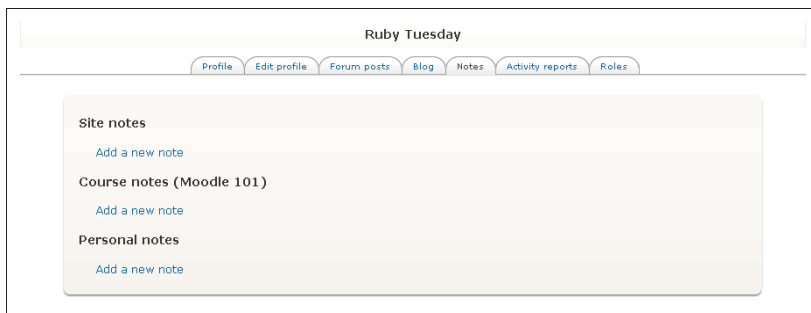 Ruby Tuesday
Profile Edit profile Forum posts Blog Notes Activity reports Roles
Site notes
Add a new note
Course notes (Moodle 101)
Add a new note
Personal notes
Add a new note